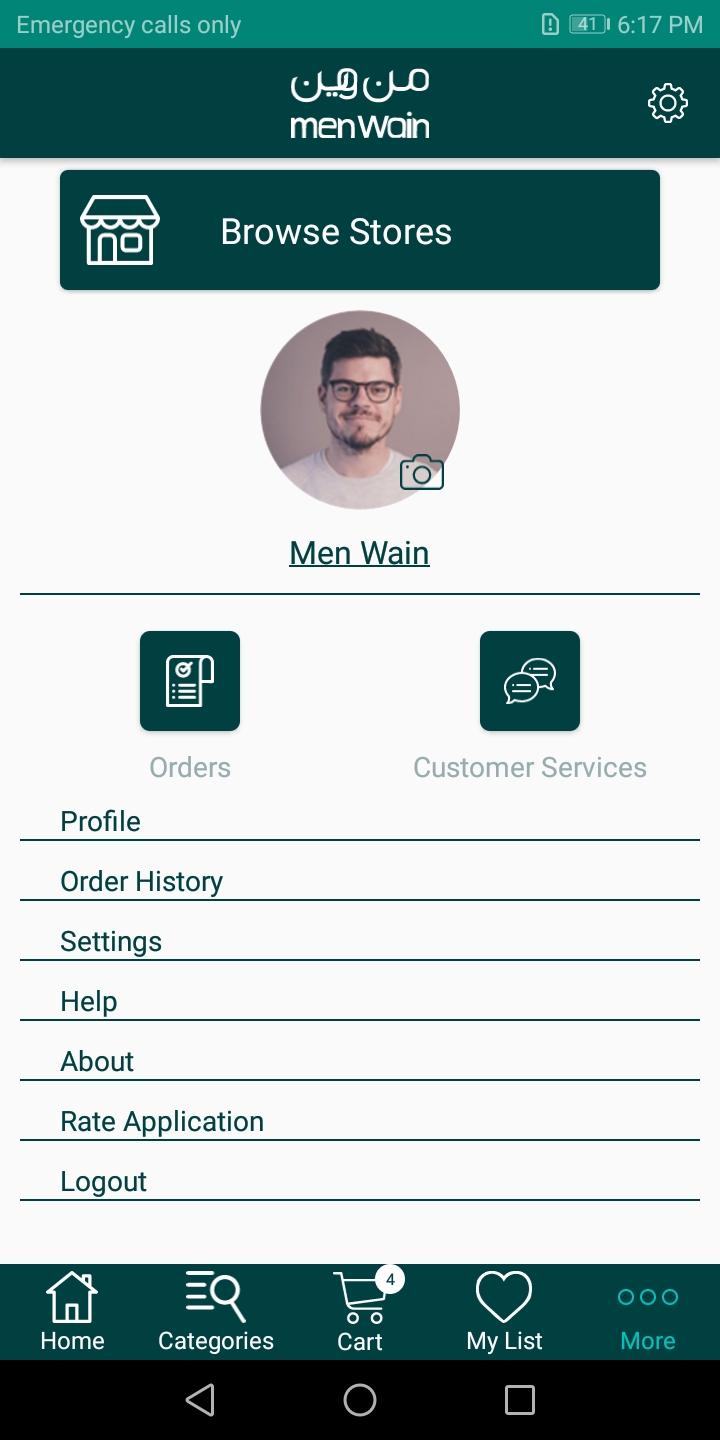 Emergency calls only 41 6:17 PM
من وين
menWain
Browse Stores
Men Wain
Orders Customer Services
Profile
Order History
Settings
Help
About
Rate Application
Logout
4
Home Categories Cart My List More